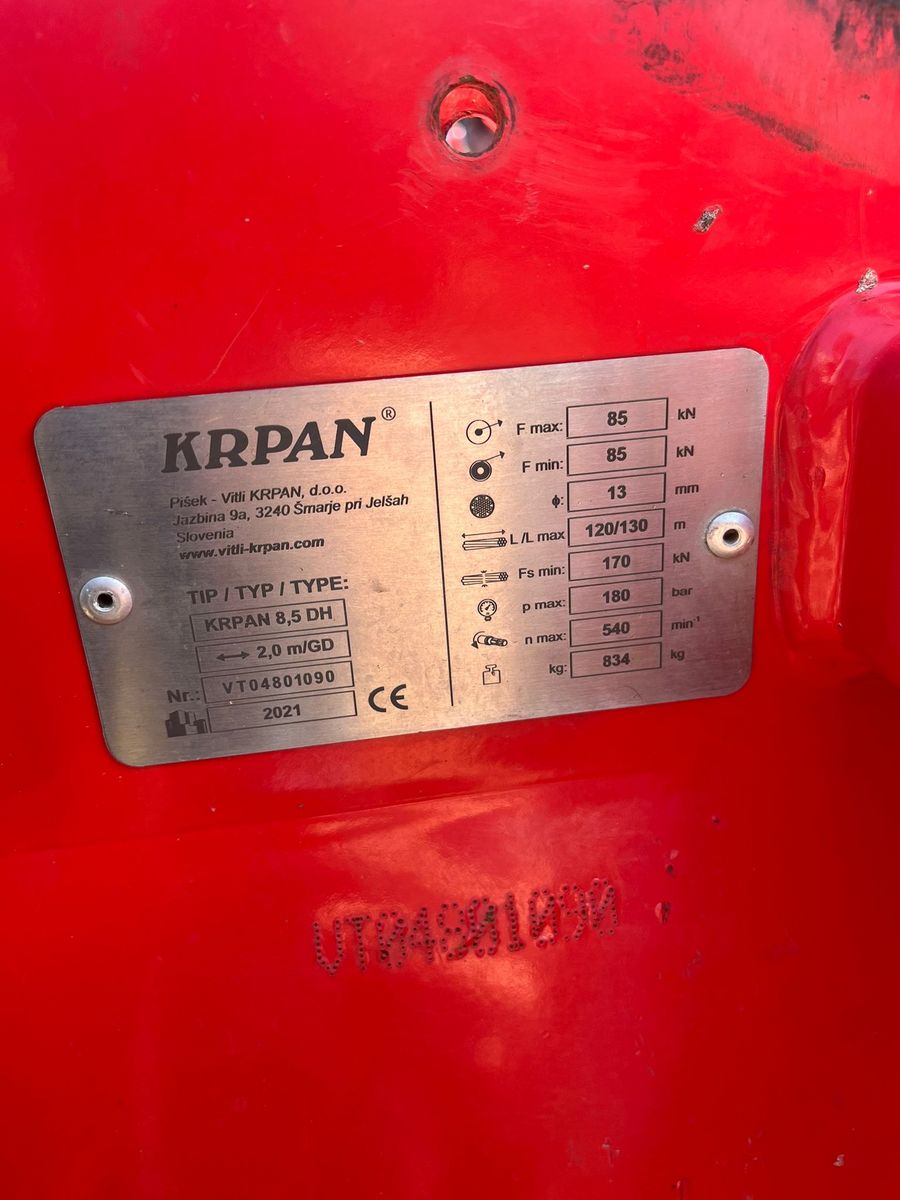 KRPAN®
Pišek - Vitli KRPAN, d.o.o.
Jazbina 9a, 3240 Šmarje pri Jelšah
Slovenia
www.vitli-krpan.com
TIP / TYP / TYPE:
KRPAN 8,5 DH
↔ 2,0 m/GD
Nr.: VT04801090
2021
CE
F max: 85 kN
F min: 85 kN
ϕ: 13 mm
L /L max 120/130 m
Fs min: 170 kN
p max: 180 bar
n max: 540 min⁻¹
kg: 834 kg
VT04801090